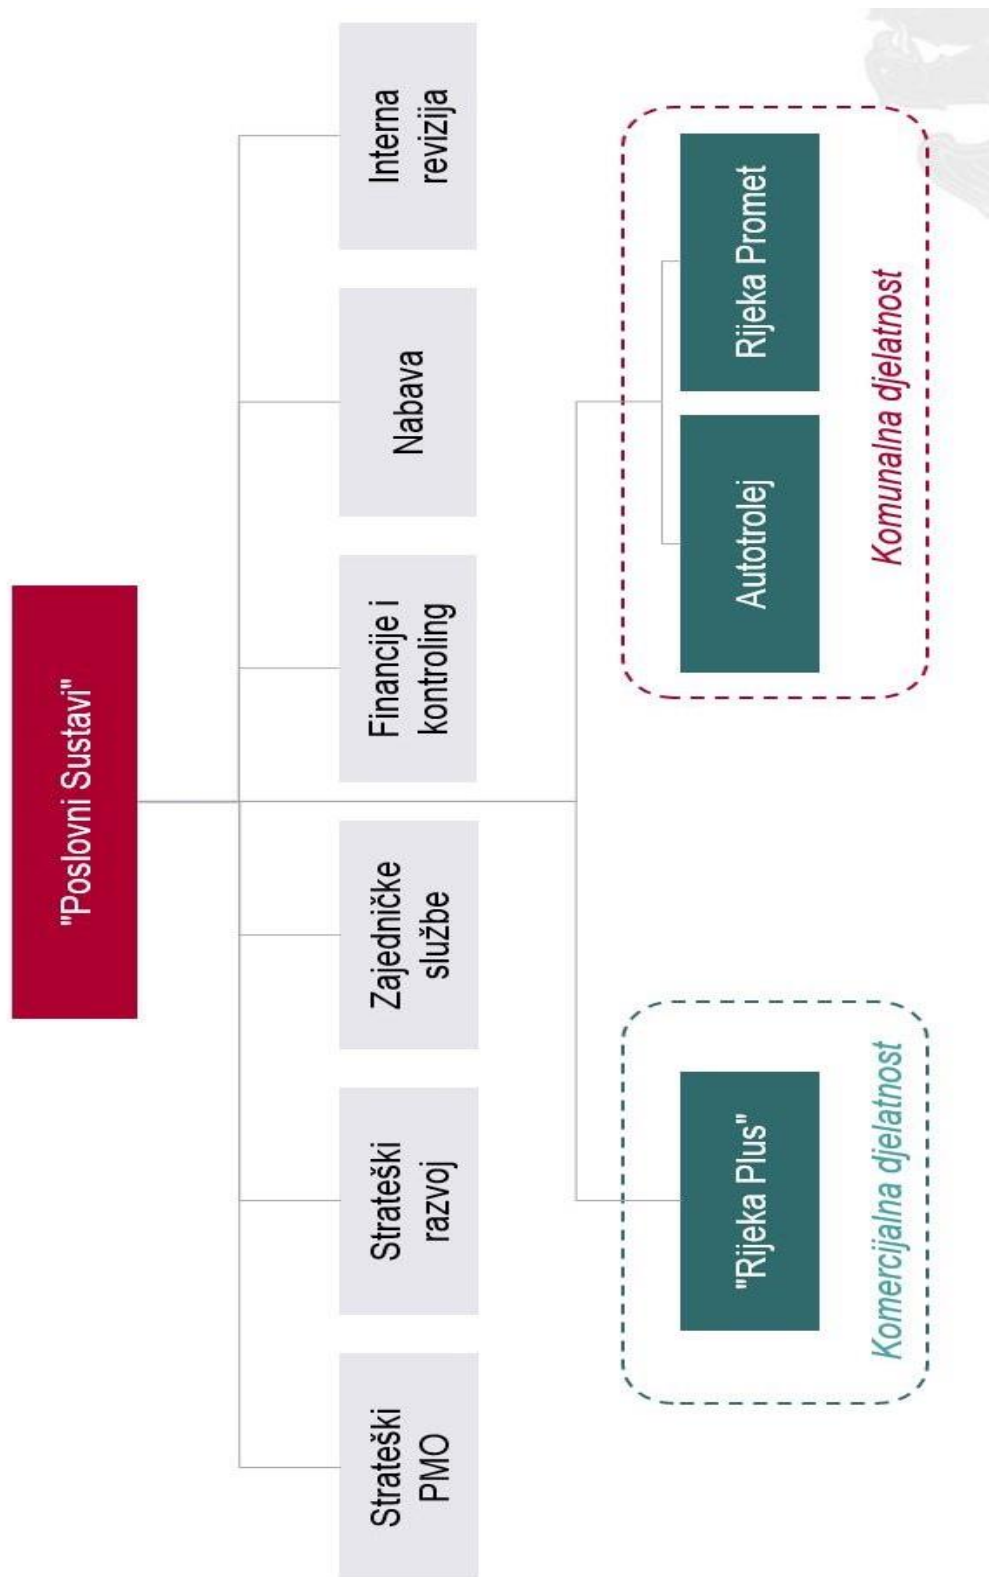 "Poslovni Sustavi"
Strateški
PMO
Strateški
razvoj
Zajedničke
službe
Financije i
kontroling
Nabava
Interna
revizija
"Rijeka Plus"
Komercijalna djelatnost
Autotrolej
Rijeka Promet
Komunalna djelatnost